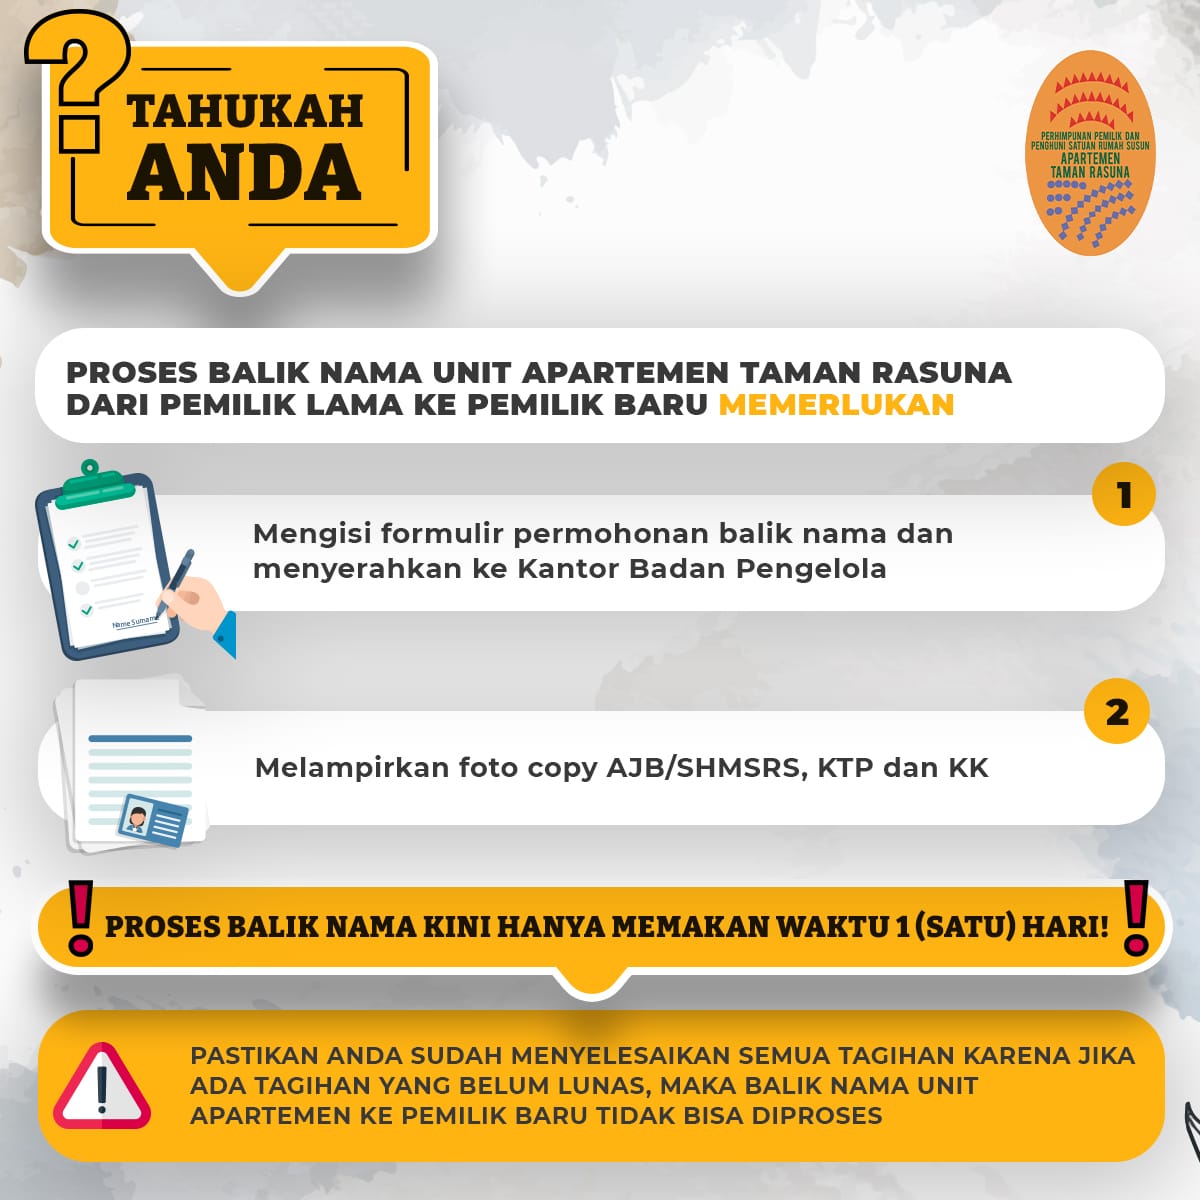 ?
TAHUKAH
ANDA
PERHIMPUNAN PEMILIK DAN
PENGHUNI SATUAN RUMAH SUSUN
APARTEMEN
TAMAN RASUNA
PROSES BALIK NAMA UNIT APARTEMEN TAMAN RASUNA
DARI PEMILIK LAMA KE PEMILIK BARU MEMERLUKAN
1
Mengisi formulir permohonan balik nama dan
menyerahkan ke Kantor Badan Pengelola
Name Surname
2
Melampirkan foto copy AJB/SHMSRS, KTP dan KK
! PROSES BALIK NAMA KINI HANYA MEMAKAN WAKTU 1 (SATU) HARI! !
!
PASTIKAN ANDA SUDAH MENYELESAIKAN SEMUA TAGIHAN KARENA JIKA
ADA TAGIHAN YANG BELUM LUNAS, MAKA BALIK NAMA UNIT
APARTEMEN KE PEMILIK BARU TIDAK BISA DIPROSES